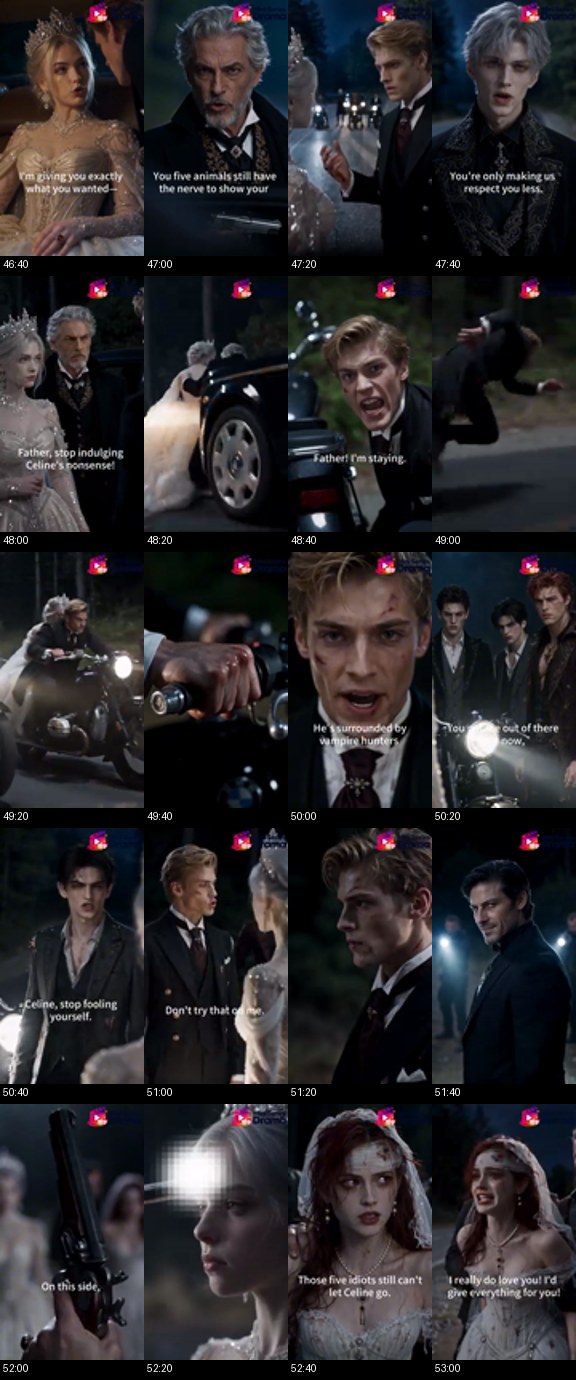 I'm giving you exactly
what you wanted—
You five animals still have
the nerve to show your
You're only making us
respect you less.
46:40
47:00
47:20
47:40
Father, stop indulging
Celine's nonsense!
Father! I'm staying.
48:00
48:20
48:40
49:00
He's surrounded by
vampire hunters
You out of there
now,
49:20
49:40
50:00
50:20
Celine, stop fooling
yourself.
Don't try that on me.
50:40
51:00
51:20
51:40
On this side,
Those five idiots still can't
let Celine go.
I really do love you! I'd
give everything for you!
52:00
52:20
52:40
53:00